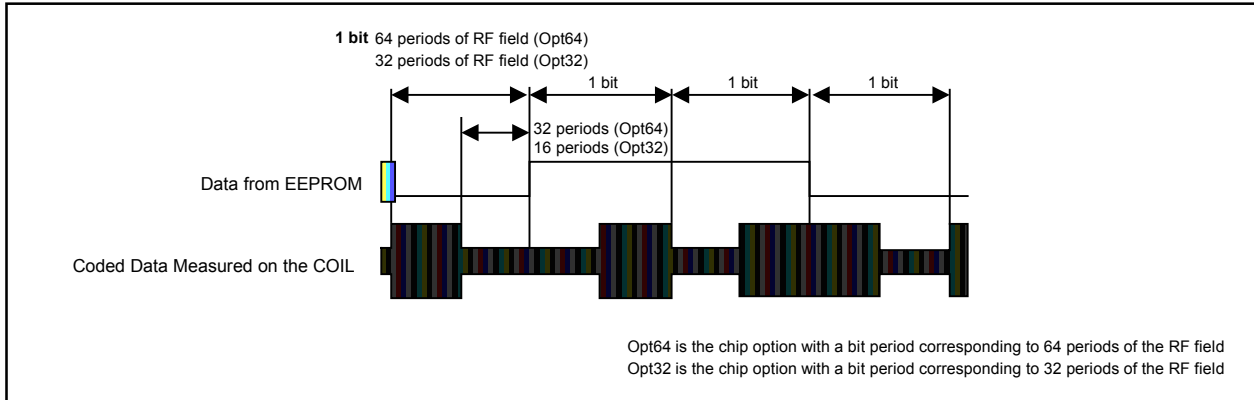 1 bit 64 periods of RF field (Opt64)
32 periods of RF field (Opt32)
1 bit 1 bit 1 bit
32 periods (Opt64)
16 periods (Opt32)
Data from EEPROM
Coded Data Measured on the COIL
Opt64 is the chip option with a bit period corresponding to 64 periods of the RF field
Opt32 is the chip option with a bit period corresponding to 32 periods of the RF field